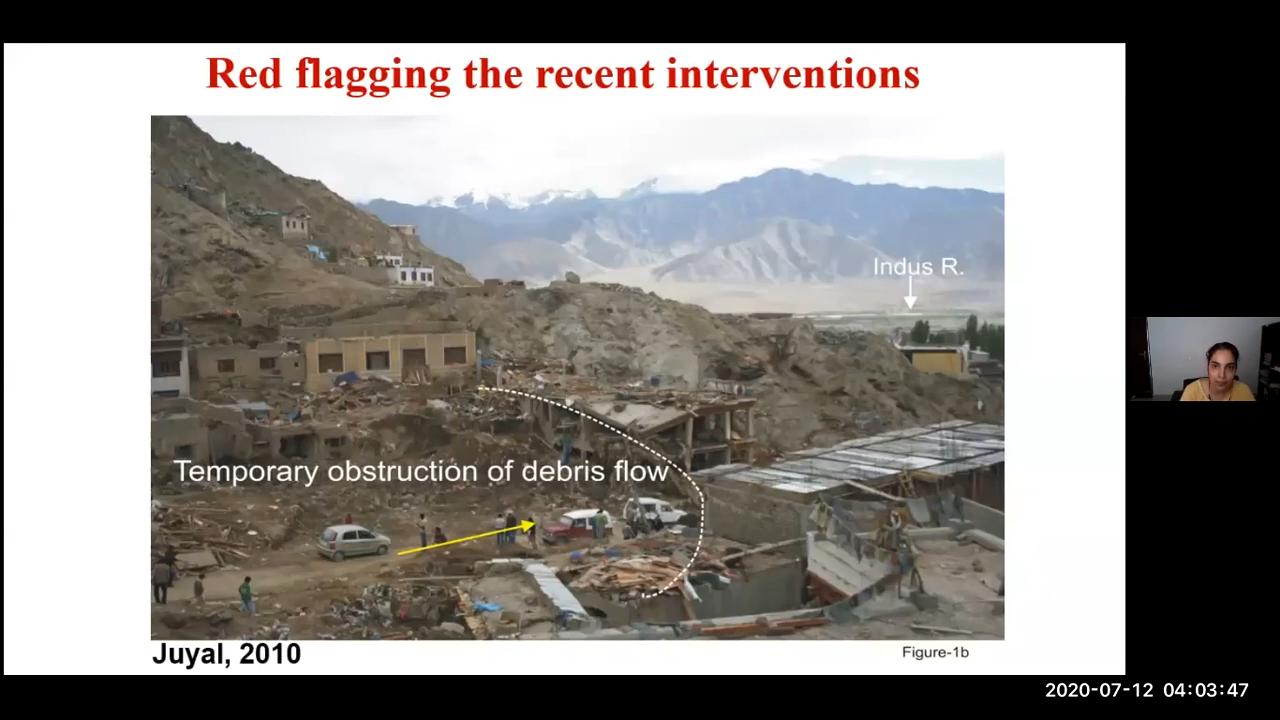 Red flagging the recent interventions
Indus R.
Temporary obstruction of debris flow
Juyal, 2010
Figure-1b
2020-07-12 04:03:47